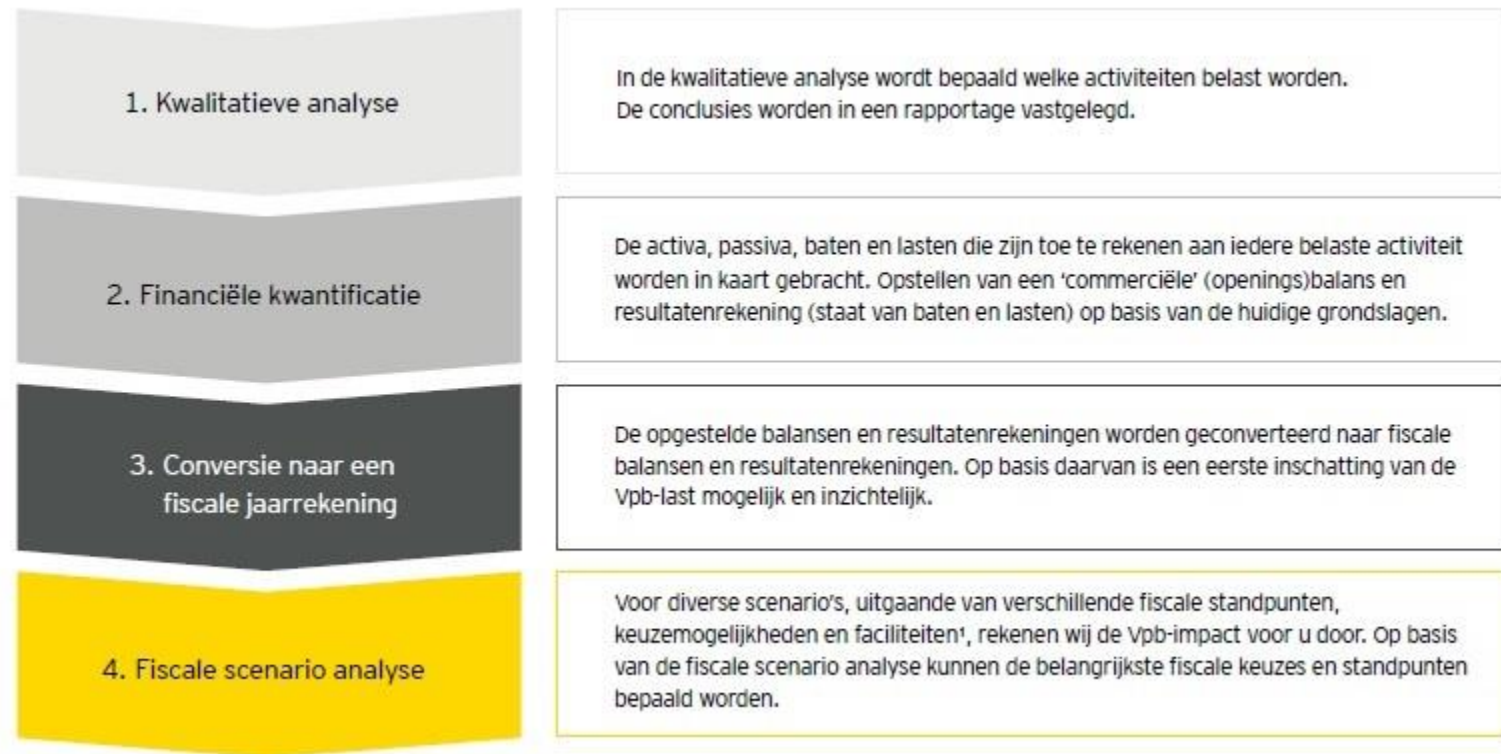 1. Kwalitatieve analyse
In de kwalitatieve analyse wordt bepaald welke activiteiten belast worden.
De conclusies worden in een rapportage vastgelegd.
2. Financiële kwantificatie
De activa, passiva, baten en lasten die zijn toe te rekenen aan iedere belaste activiteit
worden in kaart gebracht. Opstellen van een ‘commerciële’ (openings)balans en
resultatenrekening (staat van baten en lasten) op basis van de huidige grondslagen.
3. Conversie naar een
fiscale jaarrekening
De opgestelde balansen en resultatenrekeningen worden geconverteerd naar fiscale
balansen en resultatenrekeningen. Op basis daarvan is een eerste inschatting van de
Vpb-last mogelijk en inzichtelijk.
4. Fiscale scenario analyse
Voor diverse scenario's, uitgaande van verschillende fiscale standpunten,
keuzemogelijkheden en faciliteiten¹, rekenen wij de Vpb-impact voor u door. Op basis
van de fiscale scenario analyse kunnen de belangrijkste fiscale keuzes en standpunten
bepaald worden.